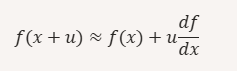 f(x + u) ≈ f(x) + u df/dx